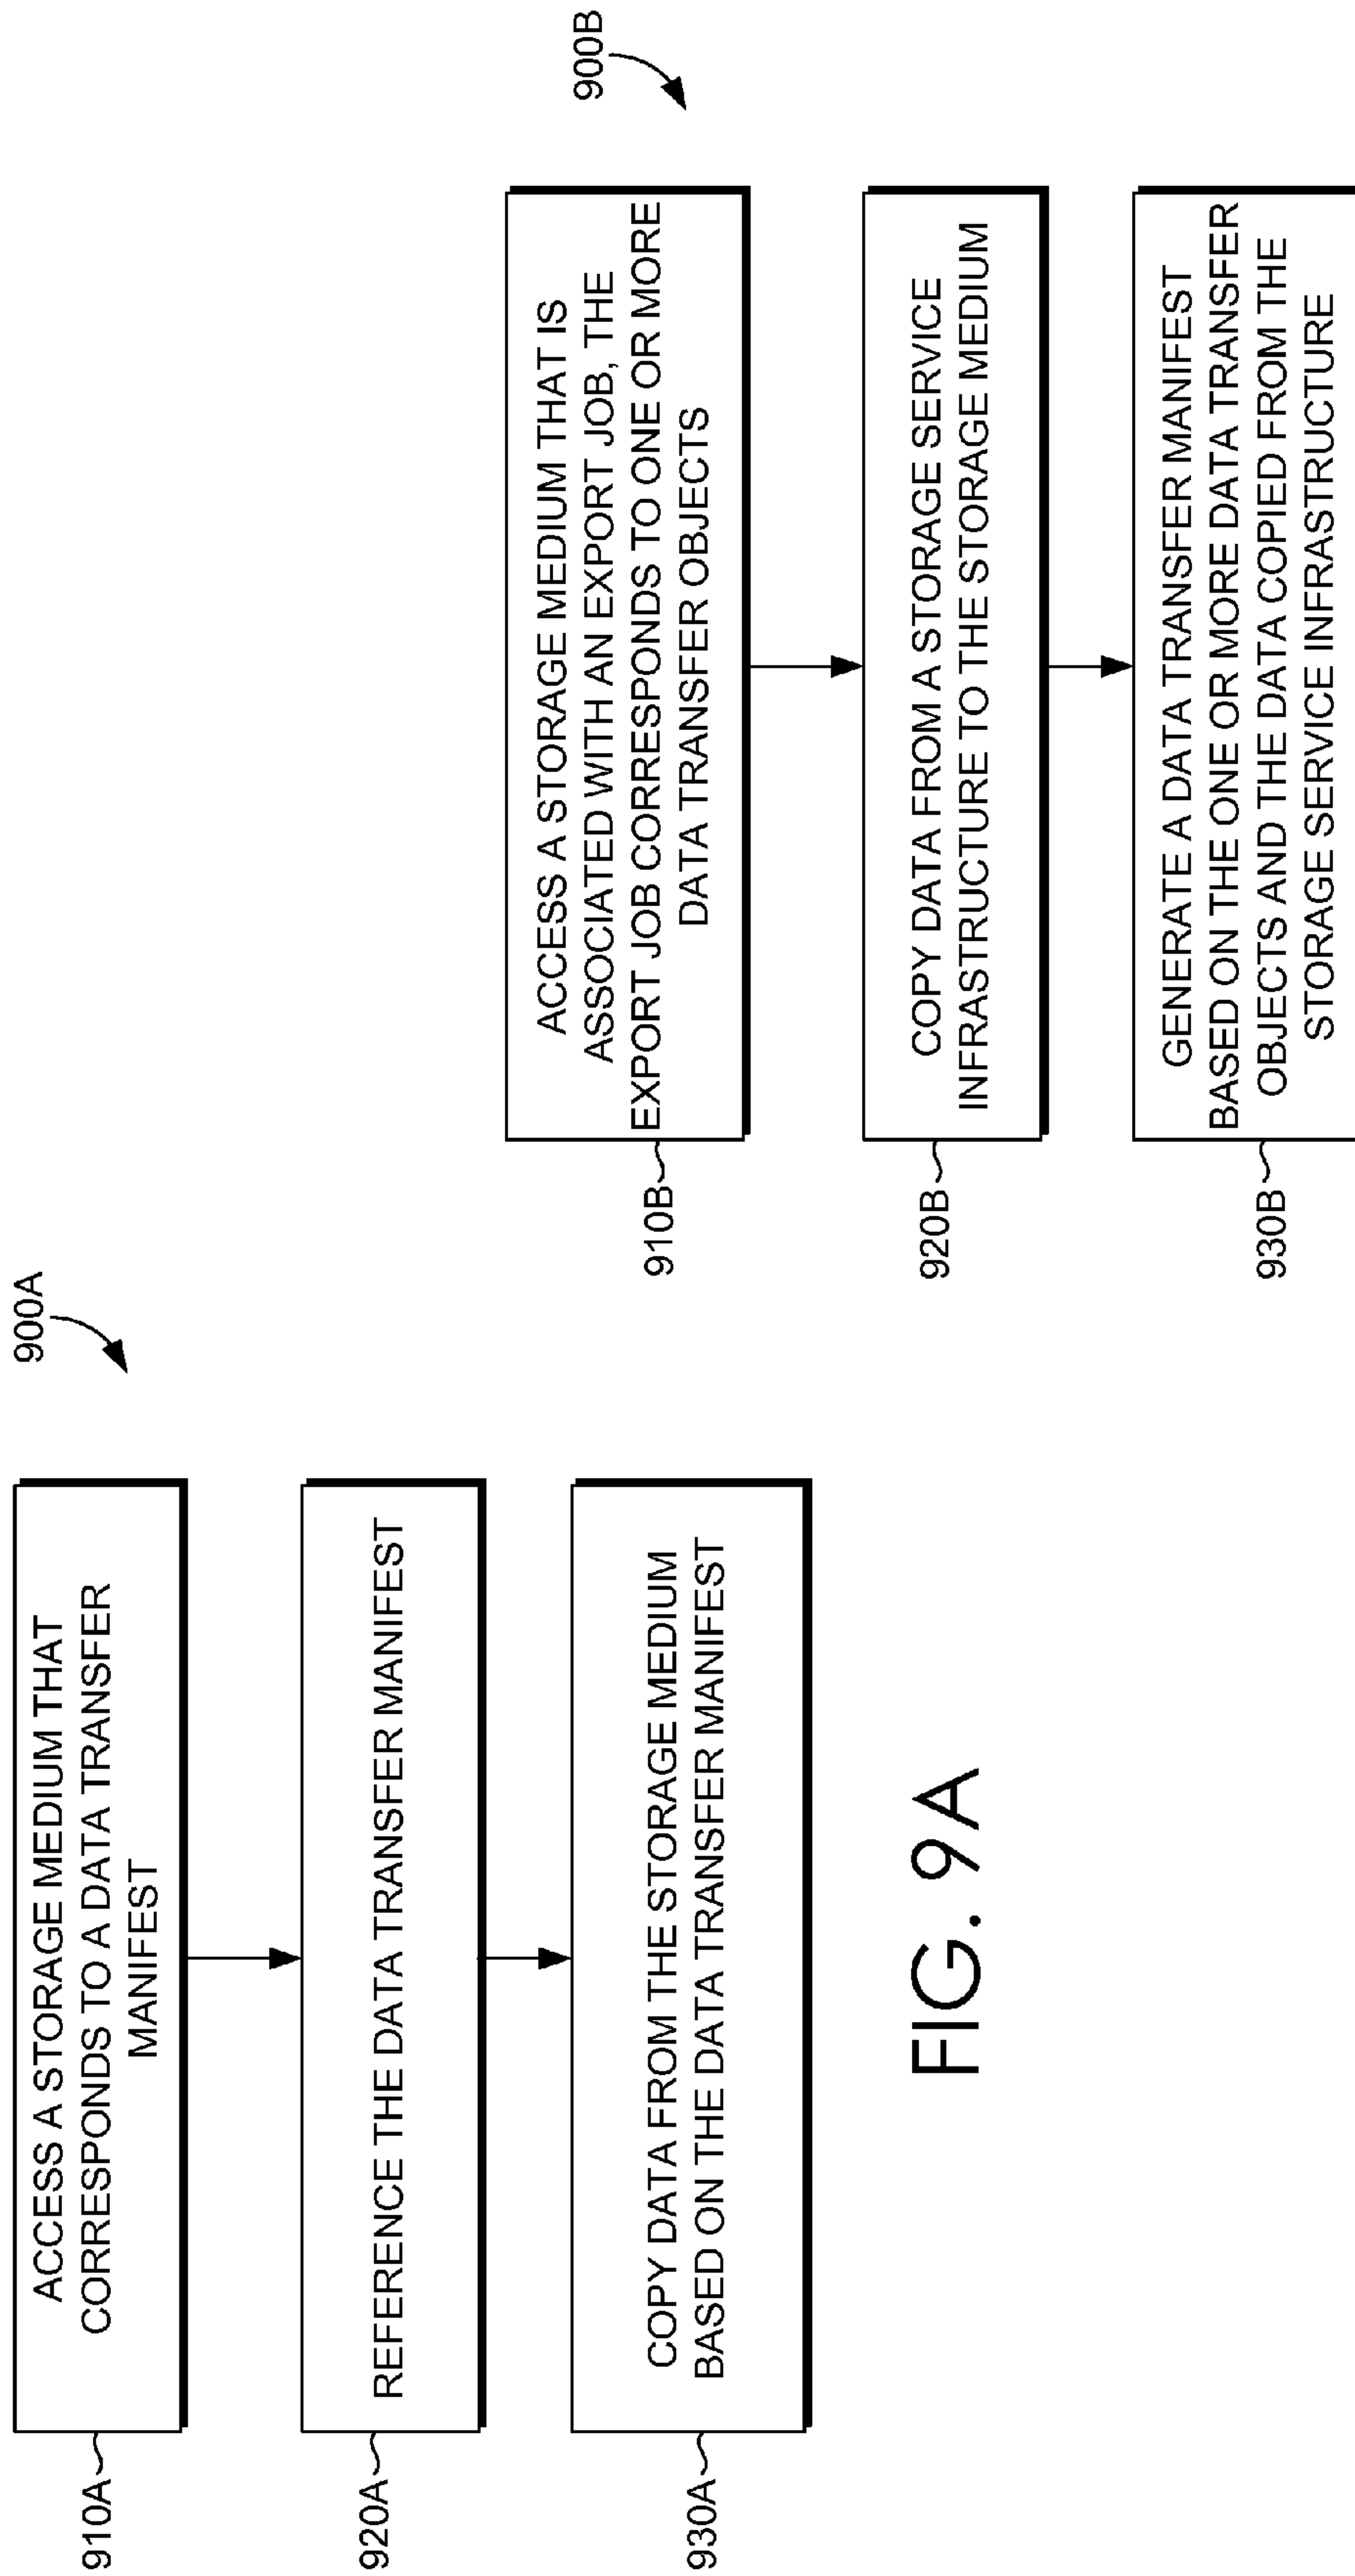 900A
910A
ACCESS A STORAGE MEDIUM THAT
CORRESPONDS TO A DATA TRANSFER
MANIFEST
920A
REFERENCE THE DATA TRANSFER MANIFEST
930A
COPY DATA FROM THE STORAGE MEDIUM
BASED ON THE DATA TRANSFER MANIFEST
FIG. 9A
900B
910B
ACCESS A STORAGE MEDIUM THAT IS
ASSOCIATED WITH AN EXPORT JOB, THE
EXPORT JOB CORRESPONDS TO ONE OR MORE
DATA TRANSFER OBJECTS
920B
COPY DATA FROM A STORAGE SERVICE
INFRASTRUCTURE TO THE STORAGE MEDIUM
930B
GENERATE A DATA TRANSFER MANIFEST
BASED ON THE ONE OR MORE DATA TRANSFER
OBJECTS AND THE DATA COPIED FROM THE
STORAGE SERVICE INFRASTRUCTURE